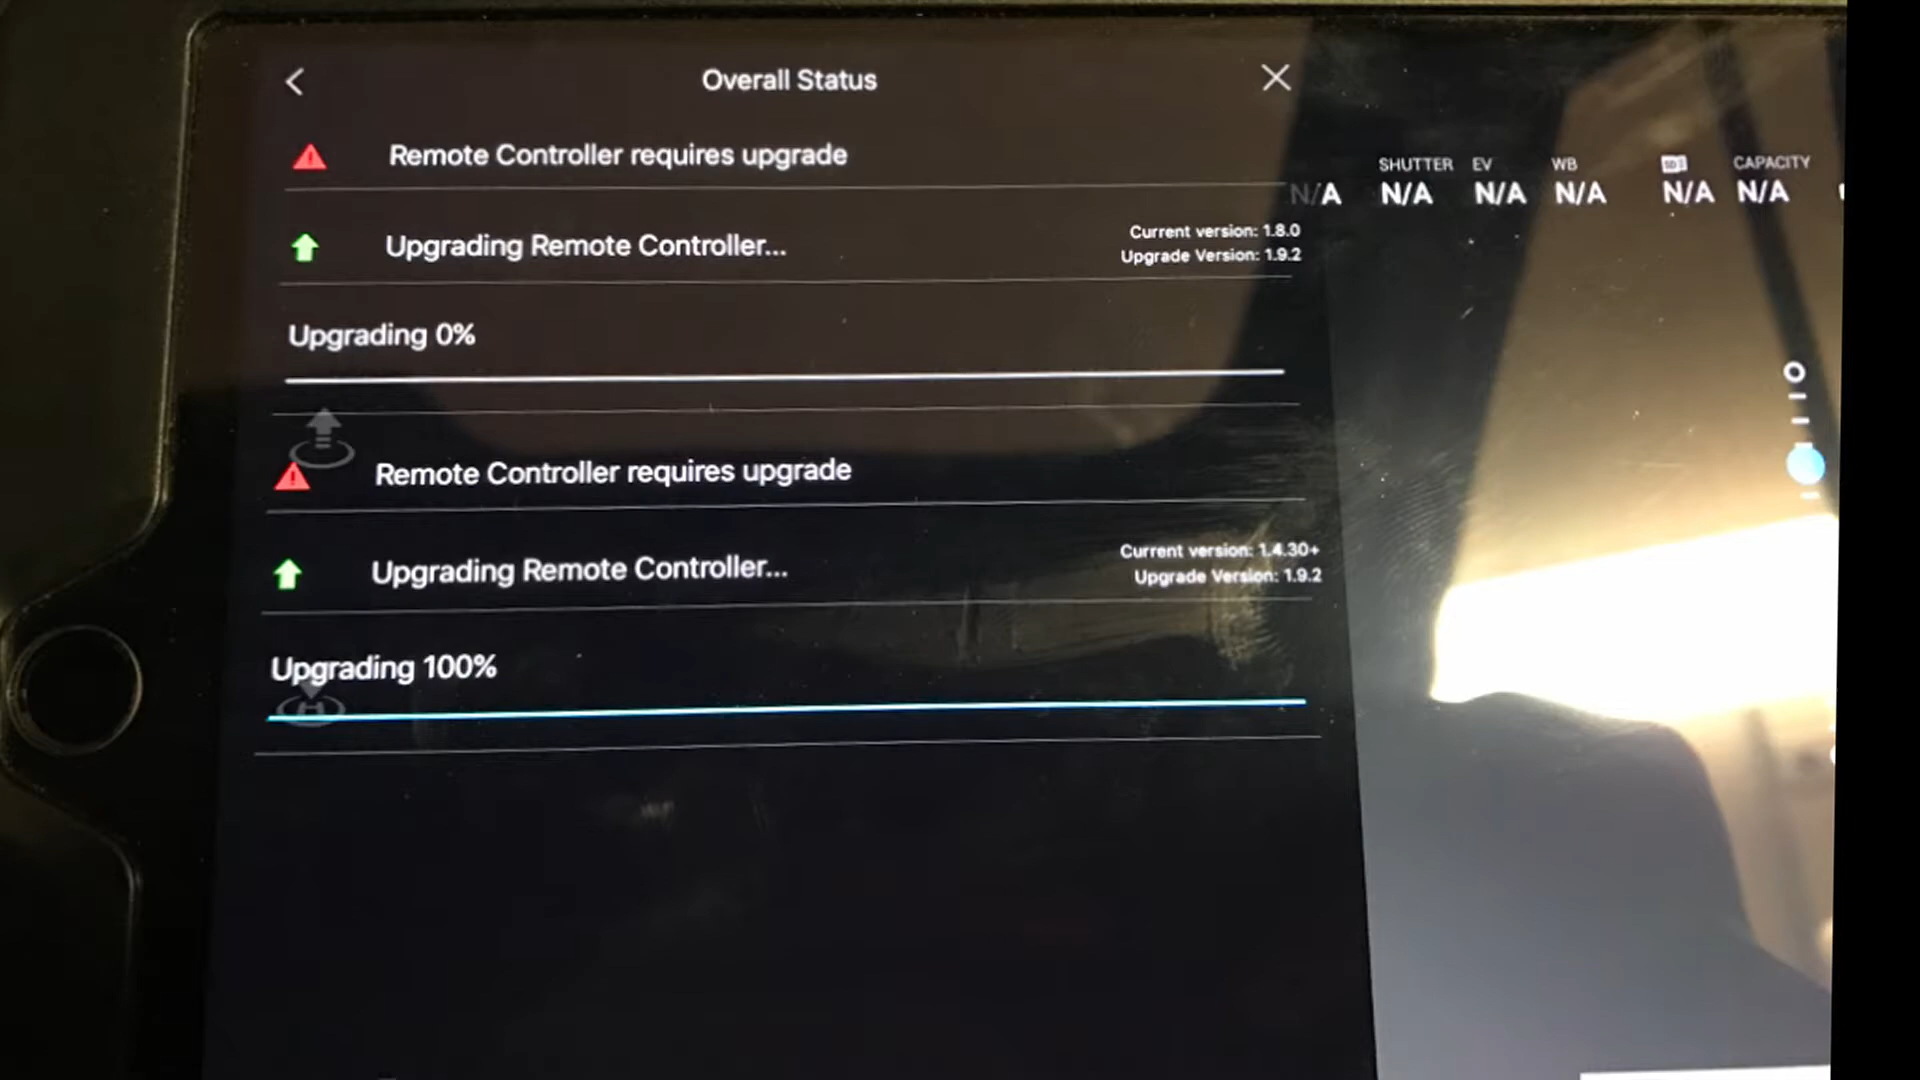 Overall Status
Remote Controller requires upgrade
Upgrading Remote Controller...
Current version: 1.8.0
Upgrade Version: 1.9.2
Upgrading 0%
Remote Controller requires upgrade
Upgrading Remote Controller...
Current version: 1.4.30+
Upgrade Version: 1.9.2
Upgrading 100%
SHUTTER EV WB SD CAPACITY
N/A N/A N/A N/A N/A N/A